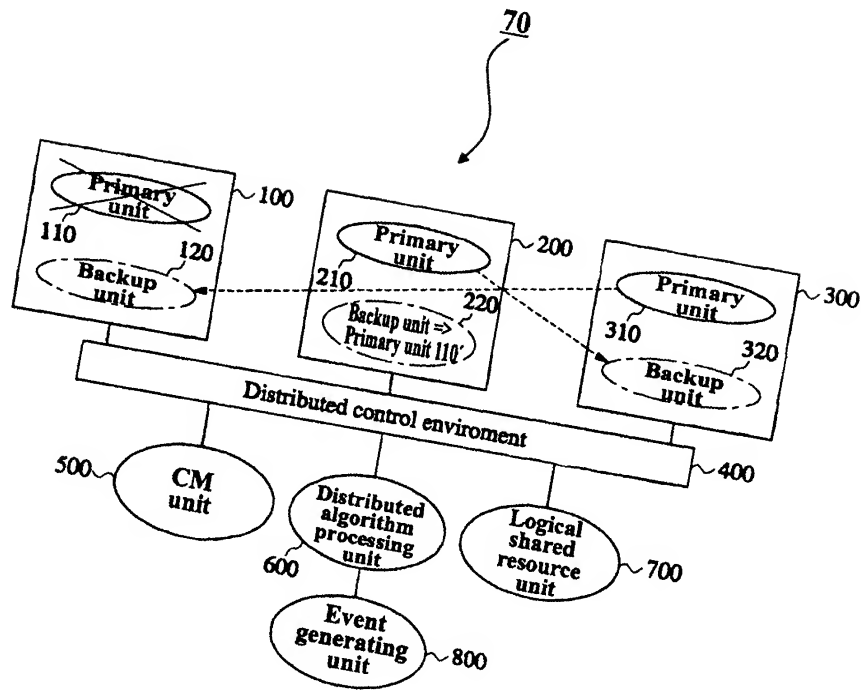 70
Primary
unit
100
110
120
Backup
unit
Primary
unit
200
210
220
Backup unit =>
Primary unit 110′
Primary
unit
300
310
320
Backup
unit
Distributed control enviroment
400
500
CM
unit
Distributed
algorithm
processing
unit
600
Logical
shared
resource
unit
700
Event
generating
unit
800